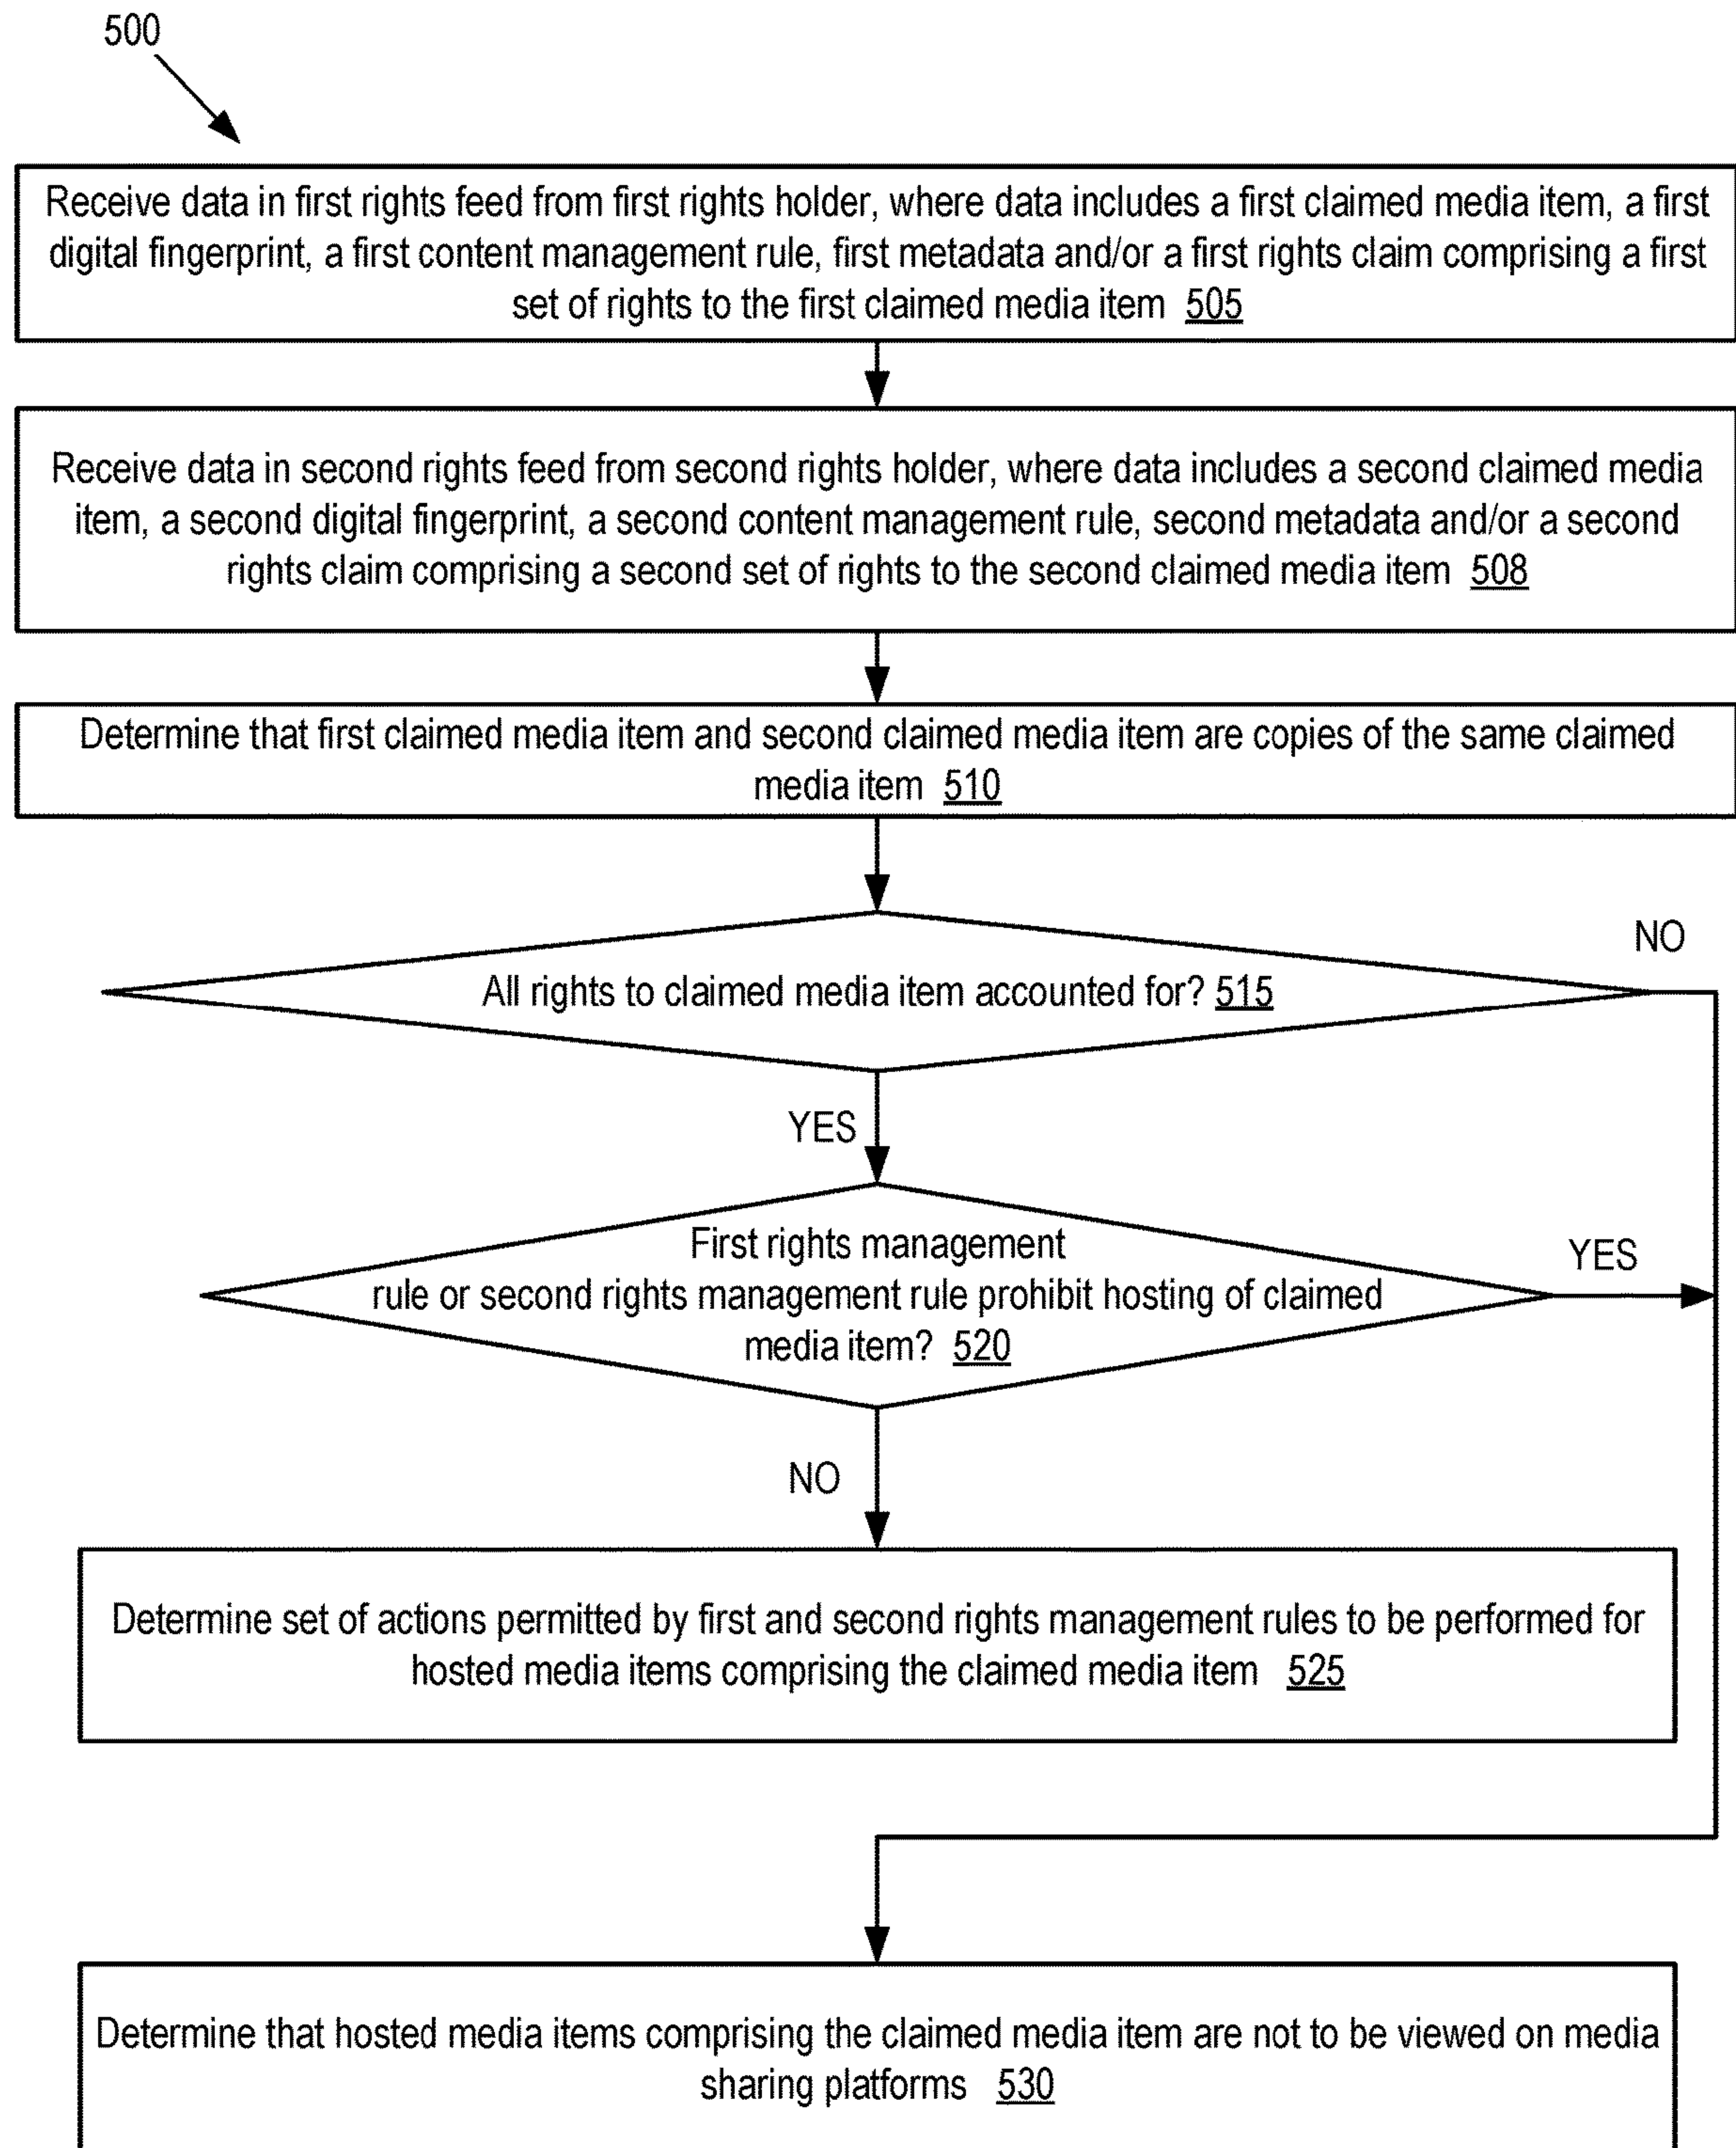 500
Receive data in first rights feed from first rights holder, where data includes a first claimed media item, a first
digital fingerprint, a first content management rule, first metadata and/or a first rights claim comprising a first
set of rights to the first claimed media item 505
Receive data in second rights feed from second rights holder, where data includes a second claimed media
item, a second digital fingerprint, a second content management rule, second metadata and/or a second
rights claim comprising a second set of rights to the second claimed media item 508
Determine that first claimed media item and second claimed media item are copies of the same claimed
media item 510
NO
All rights to claimed media item accounted for? 515
YES
First rights management
YES
rule or second rights management rule prohibit hosting of claimed
media item? 520
NO
Determine set of actions permitted by first and second rights management rules to be performed for
hosted media items comprising the claimed media item 525
Determine that hosted media items comprising the claimed media item are not to be viewed on media
sharing platforms 530